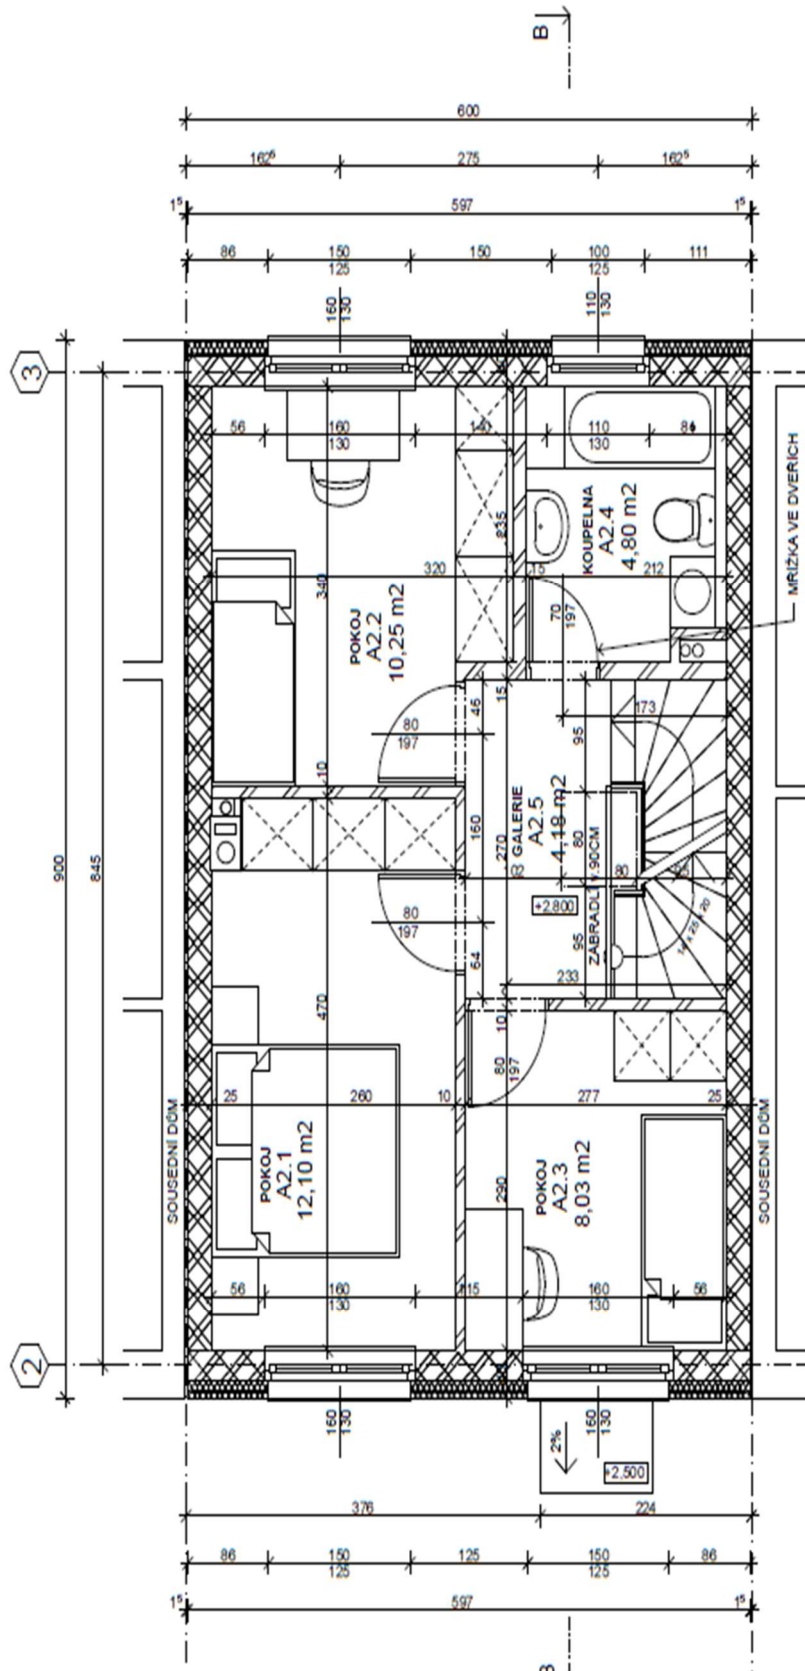 B
600
162⁵ 275 162⁵
1⁵ 597 1⁵
86 150 150 100 111
125 125
160
130
110
130
3
56 160 140 110
130 130
MŘÍŽKA VE DVEŘÍCH
235
KOUPELNA
A2.4
4,80 m2
320 15 212
340
POKOJ
A2.2
10,25 m2
70
197
15
46
173
80
197
95
10
160
270
GALERIE
A2.5
4,18 m2
80
ZÁBRADLÍ v.90CM
900
845
80
+2.800
80
197
64
95
233
470
10
80
197
25 260 10 277 25
SOUSEDNÍ DŮM
POKOJ
A2.1
12,10 m2
290
POKOJ
A2.3
8,03 m2
SOUSEDNÍ DŮM
56 160 115 160 56
130 130
2
160
130
160
130
2%
+2.500
376 224
86 150 125 150 86
125 125
1⁵ 597 1⁵
B